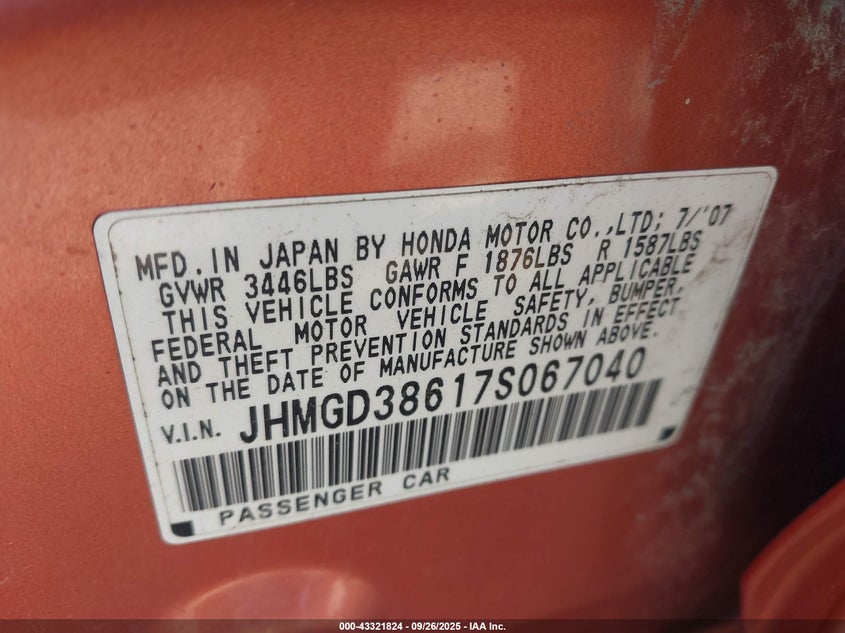 MFD. IN JAPAN BY HONDA MOTOR CO.,LTD; 7/'07
GVWR 3446LBS GAWR F 1876LBS R 1587LBS
THIS VEHICLE CONFORMS TO ALL APPLICABLE
FEDERAL MOTOR VEHICLE SAFETY, BUMPER,
AND THEFT PREVENTION STANDARDS IN EFFECT
ON THE DATE OF MANUFACTURE SHOWN ABOVE.
V.I.N. JHMGD38617S067040
PASSENGER CAR
000-43321824 - 09/26/2025 - IAA Inc.